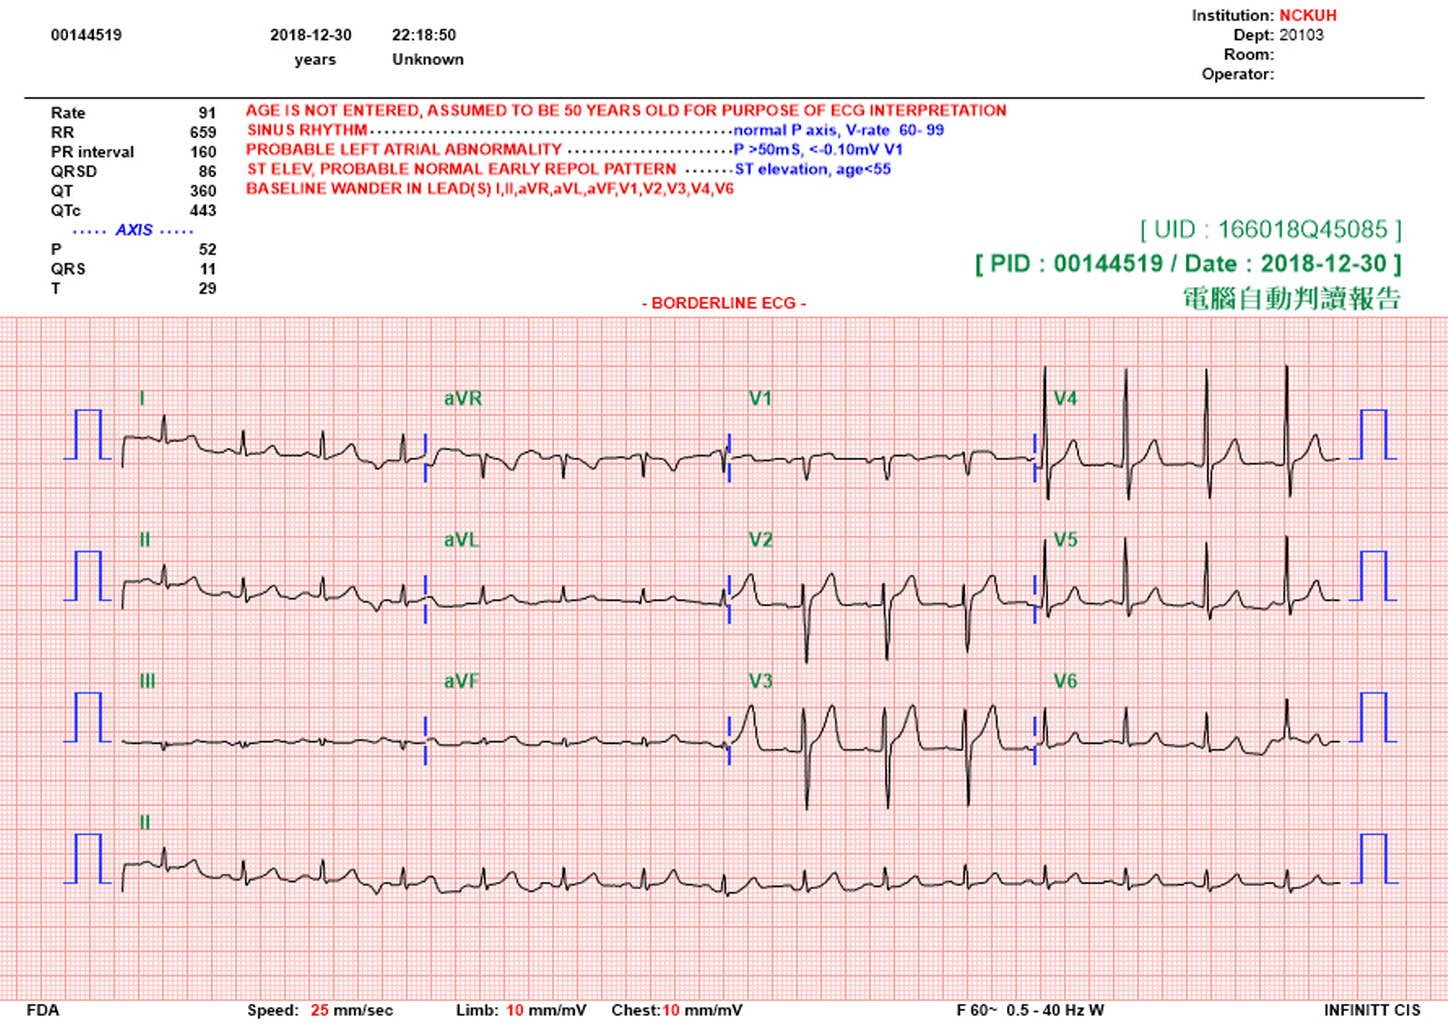 Institution: NCKUH
00144519 2018-12-30 22:18:50 Dept: 20103
years Unknown Room:
Operator:
Rate 91 AGE IS NOT ENTERED, ASSUMED TO BE 50 YEARS OLD FOR PURPOSE OF ECG INTERPRETATION
RR 659 SINUS RHYTHM normal P axis, V-rate 60- 99
PR interval 160 PROBABLE LEFT ATRIAL ABNORMALITY P >50mS, <-0.10mV V1
QRSD 86 ST ELEV, PROBABLE NORMAL EARLY REPOL PATTERN ST elevation, age<55
QT 360 BASELINE WANDER IN LEAD(S) I,II,aVR,aVL,aVF,V1,V2,V3,V4,V6
QTc 443
····· AXIS ·····
[ UID : 166018Q45085 ]
P 52
[ PID : 00144519 / Date : 2018-12-30 ]
QRS 11
T 29
電腦自動判讀報告
- BORDERLINE ECG -
I aVR V1 V4
II aVL V2 V5
III aVF V3 V6
II
FDA Speed: 25 mm/sec Limb: 10 mm/mV Chest:10 mm/mV F 60~ 0.5 - 40 Hz W INFINITT CIS